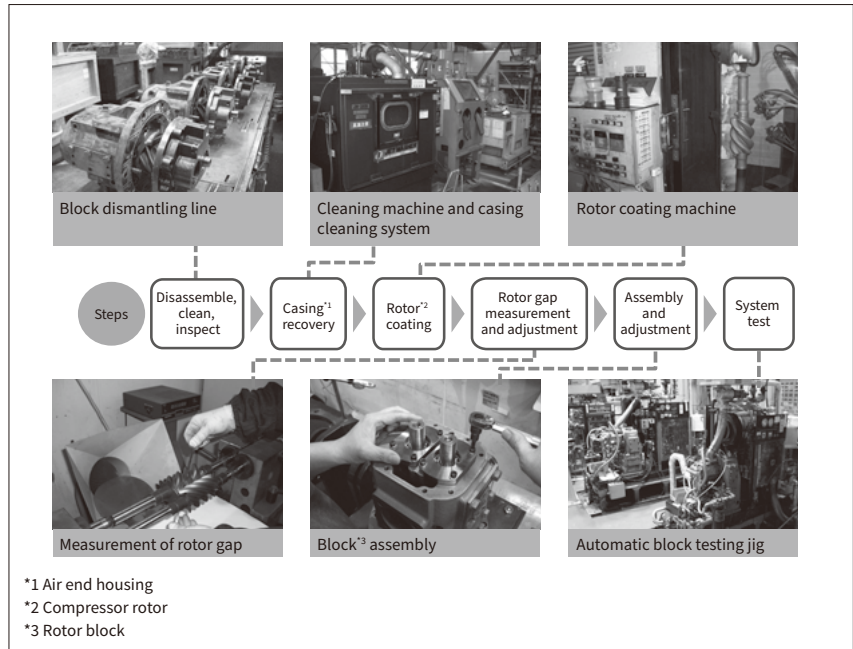 Block dismantling line
Cleaning machine and casing
cleaning system
Rotor coating machine
Steps
Disassemble,
clean,
inspect
Casing*1
recovery
Rotor*2
coating
Rotor gap
measurement
and adjustment
Assembly
and
adjustment
System
test
Measurement of rotor gap
Block*3 assembly
Automatic block testing jig
*1 Air end housing
*2 Compressor rotor
*3 Rotor block